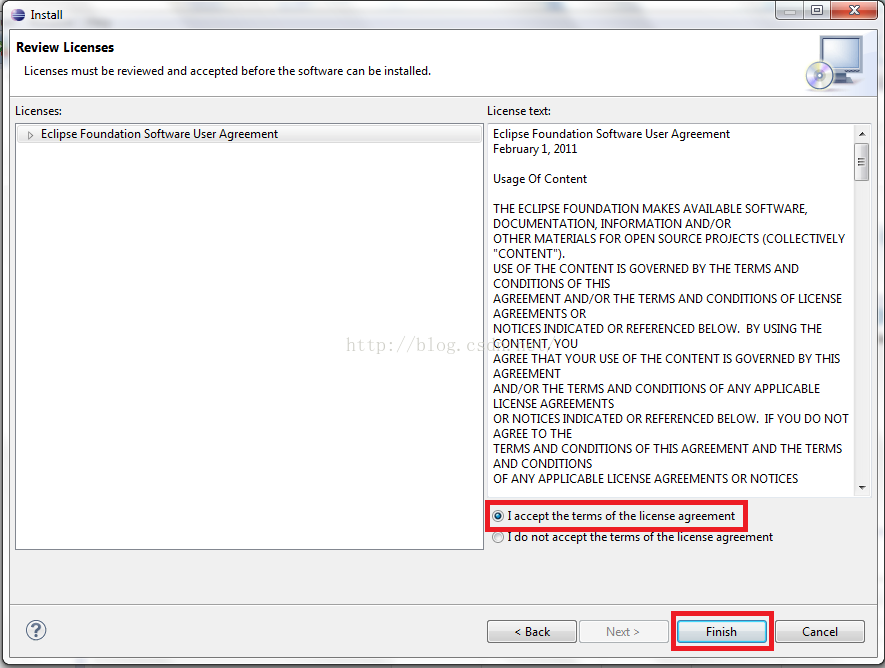 Install
Review Licenses
Licenses must be reviewed and accepted before the software can be installed.
Licenses:
Eclipse Foundation Software User Agreement
License text:
Eclipse Foundation Software User Agreement
February 1, 2011
Usage Of Content
THE ECLIPSE FOUNDATION MAKES AVAILABLE SOFTWARE,
DOCUMENTATION, INFORMATION AND/OR
OTHER MATERIALS FOR OPEN SOURCE PROJECTS (COLLECTIVELY
"CONTENT").
USE OF THE CONTENT IS GOVERNED BY THE TERMS AND
CONDITIONS OF THIS
AGREEMENT AND/OR THE TERMS AND CONDITIONS OF LICENSE
AGREEMENTS OR
NOTICES INDICATED OR REFERENCED BELOW.  BY USING THE
CONTENT, YOU
AGREE THAT YOUR USE OF THE CONTENT IS GOVERNED BY THIS
AGREEMENT
AND/OR THE TERMS AND CONDITIONS OF ANY APPLICABLE
LICENSE AGREEMENTS
OR NOTICES INDICATED OR REFERENCED BELOW.  IF YOU DO NOT
AGREE TO THE
TERMS AND CONDITIONS OF THIS AGREEMENT AND THE TERMS
AND CONDITIONS
OF ANY APPLICABLE LICENSE AGREEMENTS OR NOTICES
http://blog.csdn
I accept the terms of the license agreement
I do not accept the terms of the license agreement
< Back
Next >
Finish
Cancel